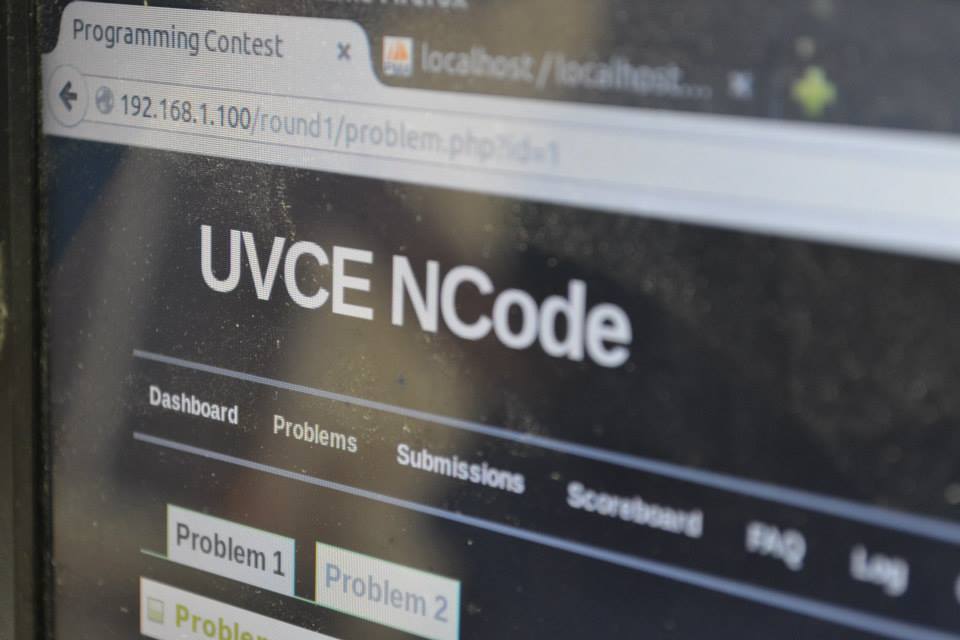 Programming Contest
localhost / localhost...
192.168.1.100/round1/problem.php?id=1
UVCE NCode
Dashboard Problems Submissions Scoreboard FAQ Log
Problem 1 Problem 2